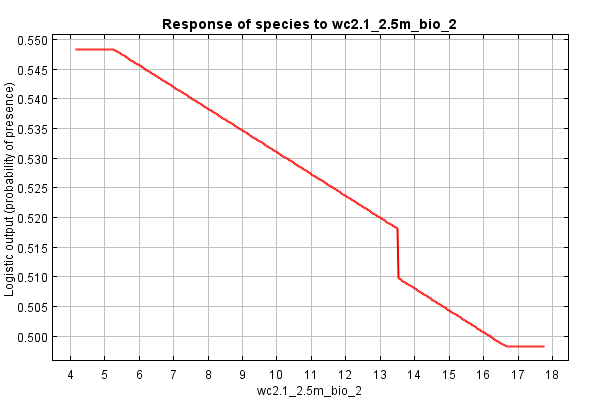 Response of species to wc2.1_2.5m_bio_2
Logistic output (probability of presence)
0.550
0.545
0.540
0.535
0.530
0.525
0.520
0.515
0.510
0.505
0.500
4 5 6 7 8 9 10 11 12 13 14 15 16 17 18
wc2.1_2.5m_bio_2